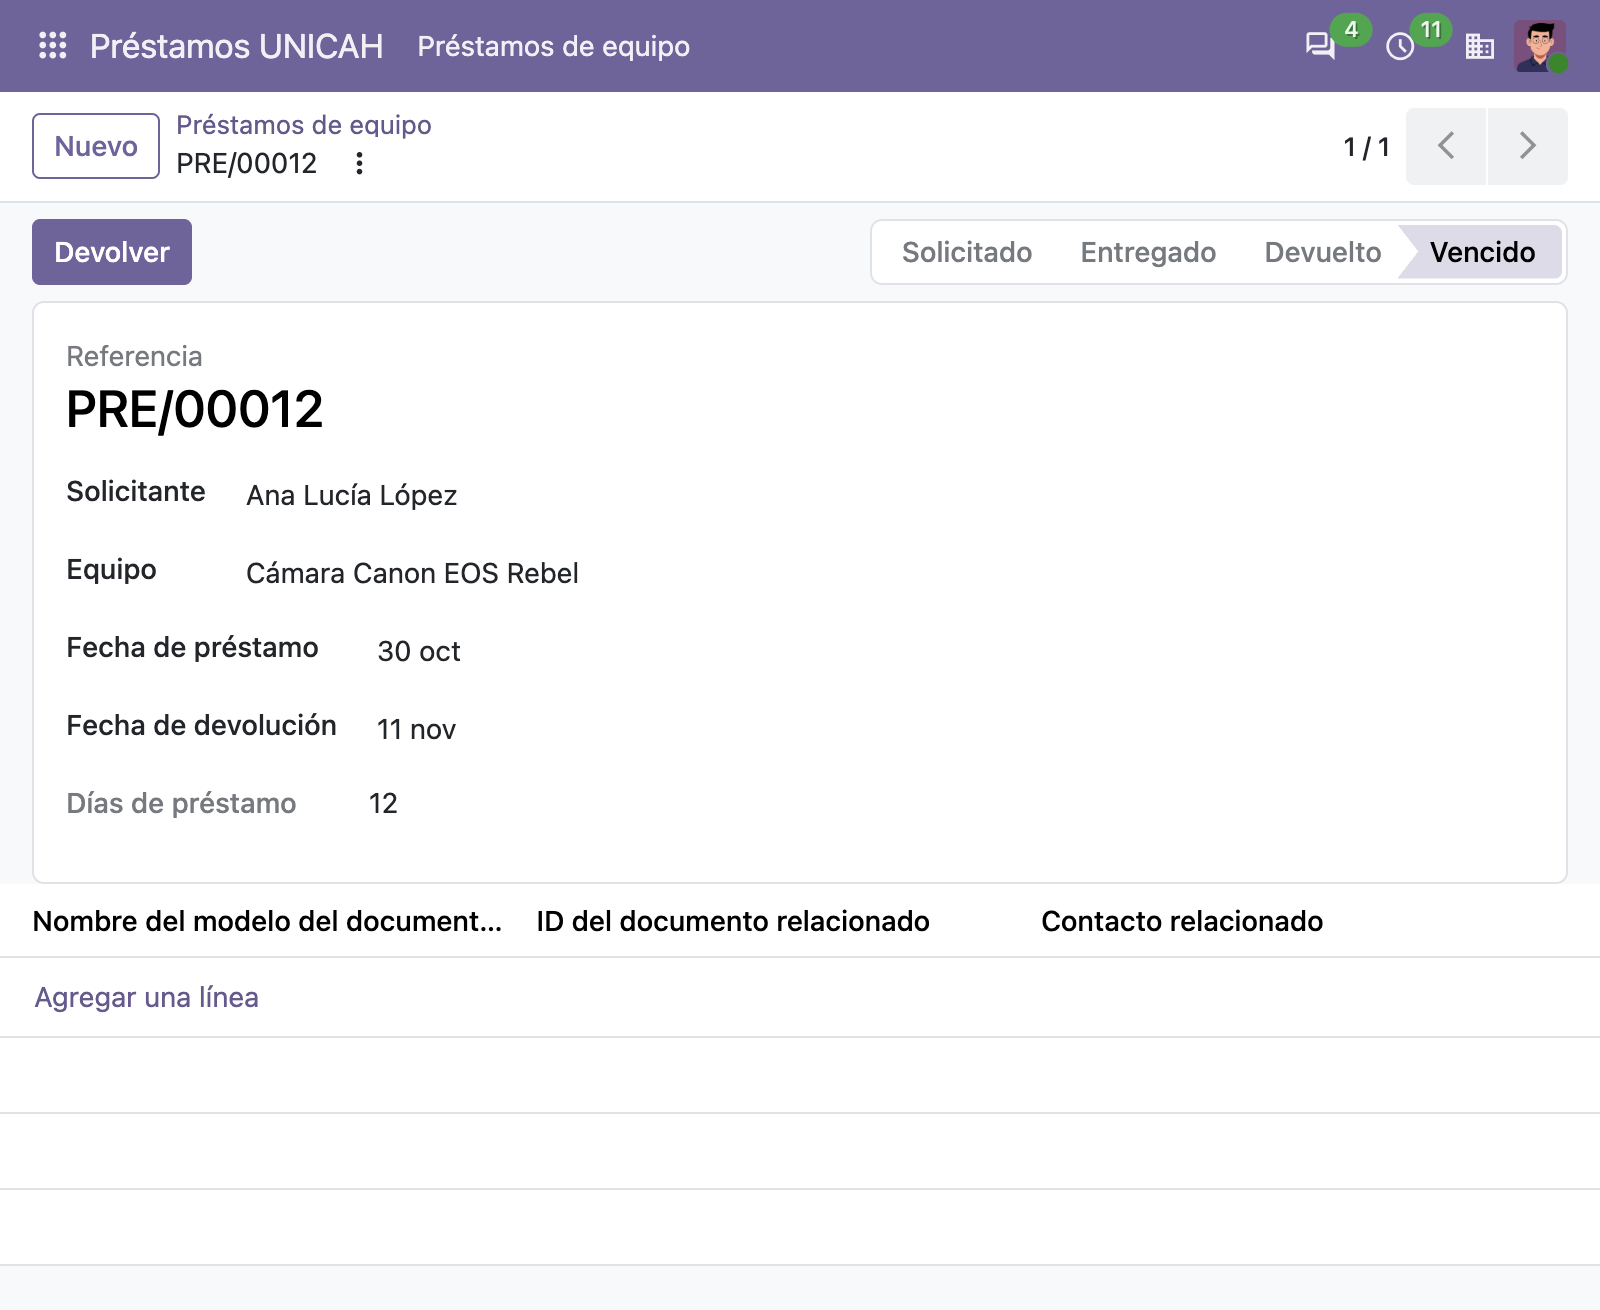 Préstamos UNICAH Préstamos de equipo 4 11
Nuevo Préstamos de equipo
PRE/00012 1 / 1
Devolver Solicitado Entregado Devuelto Vencido
Referencia
PRE/00012
Solicitante Ana Lucía López
Equipo Cámara Canon EOS Rebel
Fecha de préstamo 30 oct
Fecha de devolución 11 nov
Días de préstamo 12
Nombre del modelo del document... ID del documento relacionado Contacto relacionado
Agregar una línea